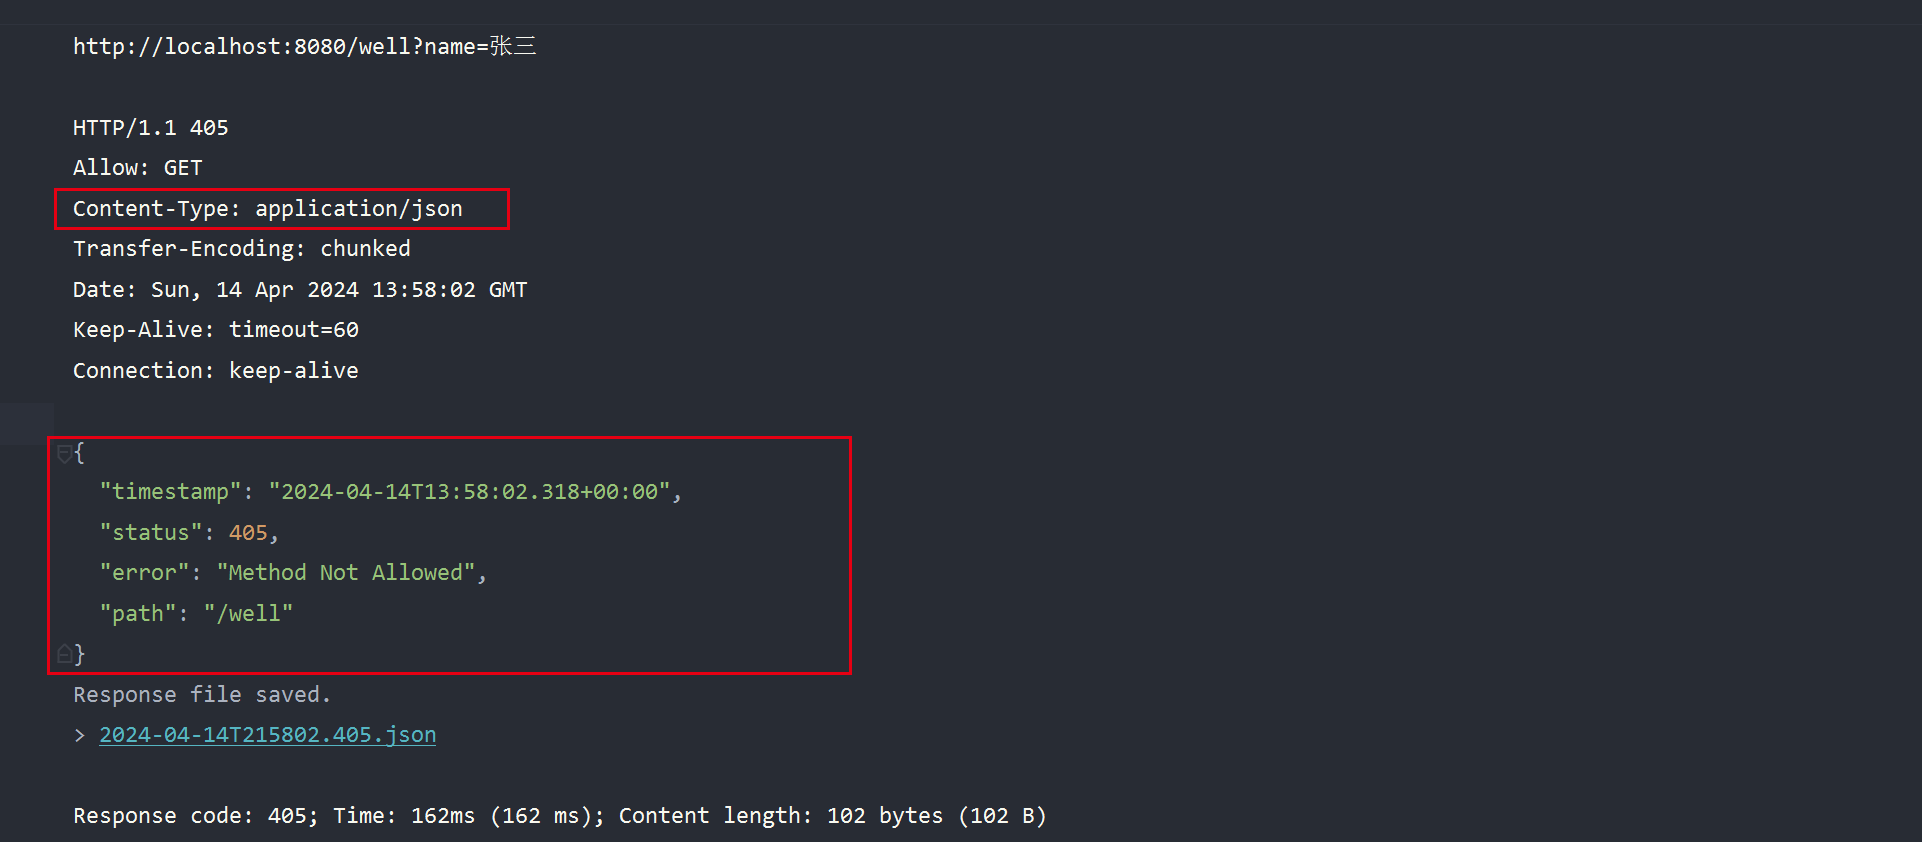 http://localhost:8080/well?name=张三
HTTP/1.1 405
Allow: GET
Content-Type: application/json
Transfer-Encoding: chunked
Date: Sun, 14 Apr 2024 13:58:02 GMT
Keep-Alive: timeout=60
Connection: keep-alive
{
"timestamp": "2024-04-14T13:58:02.318+00:00",
"status": 405,
"error": "Method Not Allowed",
"path": "/well"
}
Response file saved.
> 2024-04-14T215802.405.json
Response code: 405; Time: 162ms (162 ms); Content length: 102 bytes (102 B)